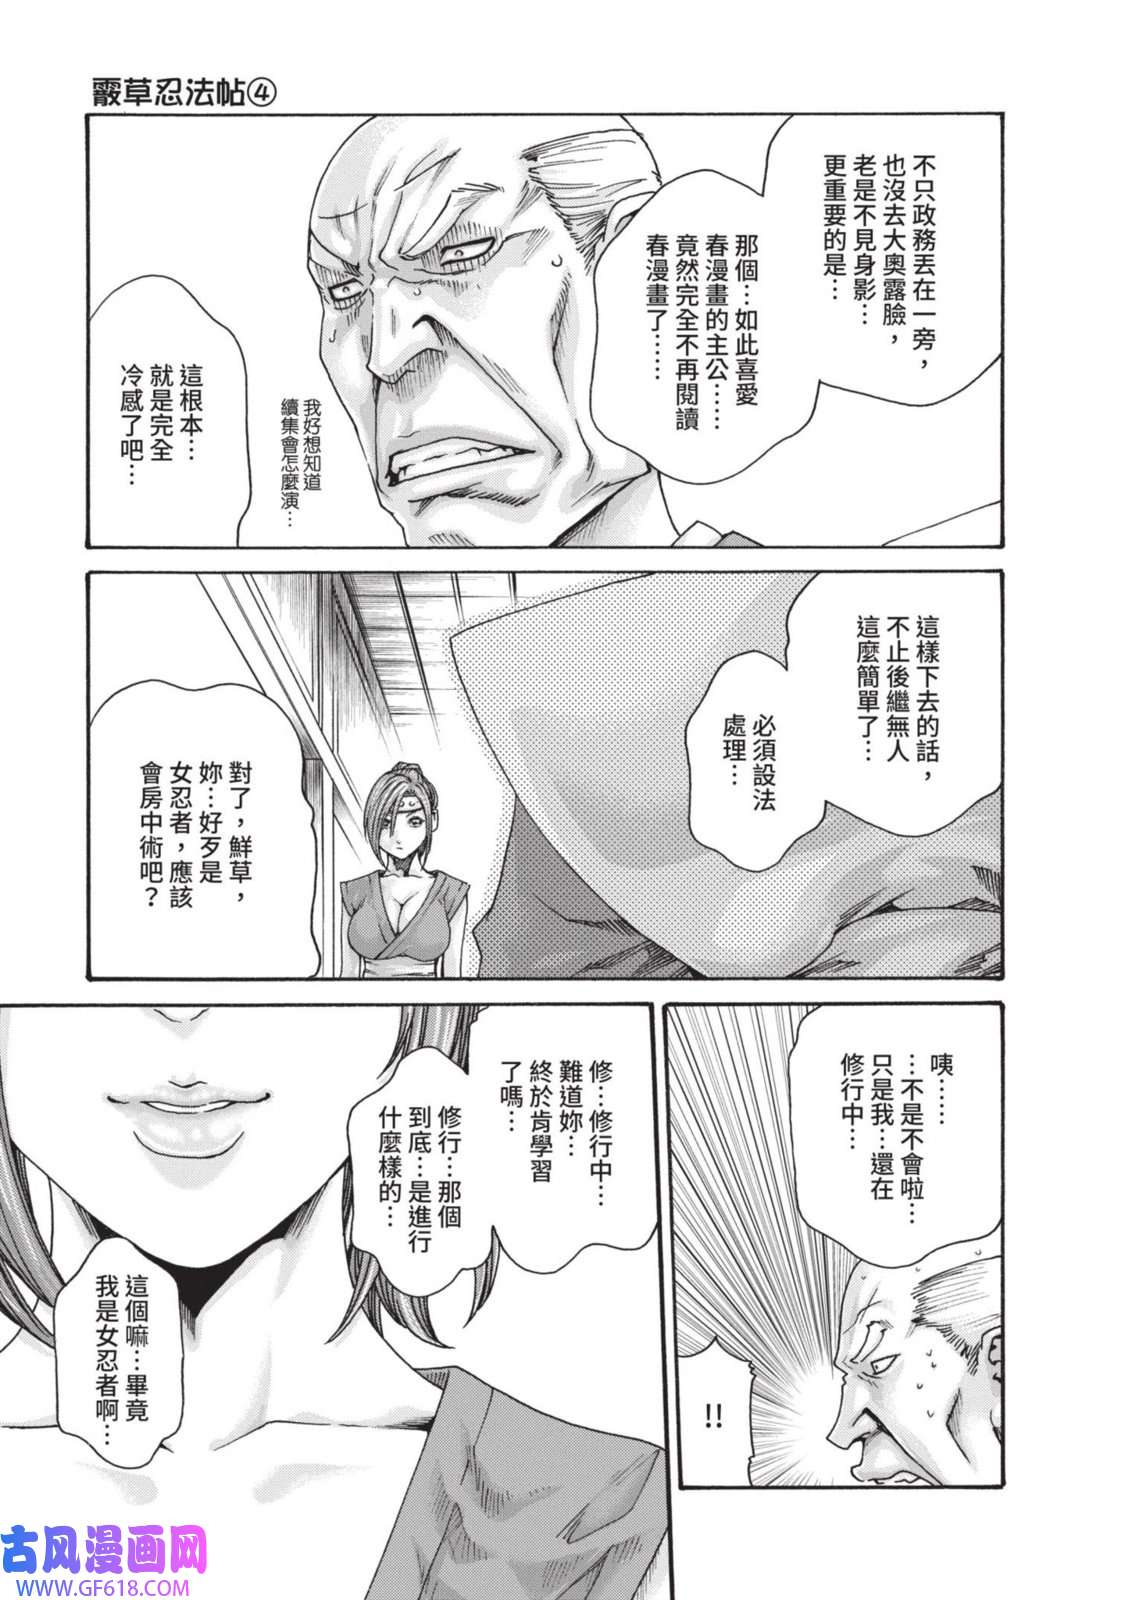 霰草忍法帖④
不只政務丟在一旁，
也沒去大奧露臉，
老是不見身影…
更重要的是…
那個…如此喜愛
春漫畫的主公……
竟然完全不再閱讀
春漫畫了……
我好想知道
續集會怎麼演…
這根本…
就是完全
冷感了吧…
這樣下去的話，
不止後繼無人
這麼簡單了…
必須設法
處理…
對了，鮮草，
妳…好歹是
女忍者，應該
會房中術吧？
咦……
…不是不會啦…
只是我…還在
修行中…
!!
修…修行中…
難道妳…
終於肯學習
了嗎…
修行…那個
到底…是進行
什麼樣的…
這個嘛…畢竟
我是女忍者啊…
古风漫画网
WWW.GF618.COM